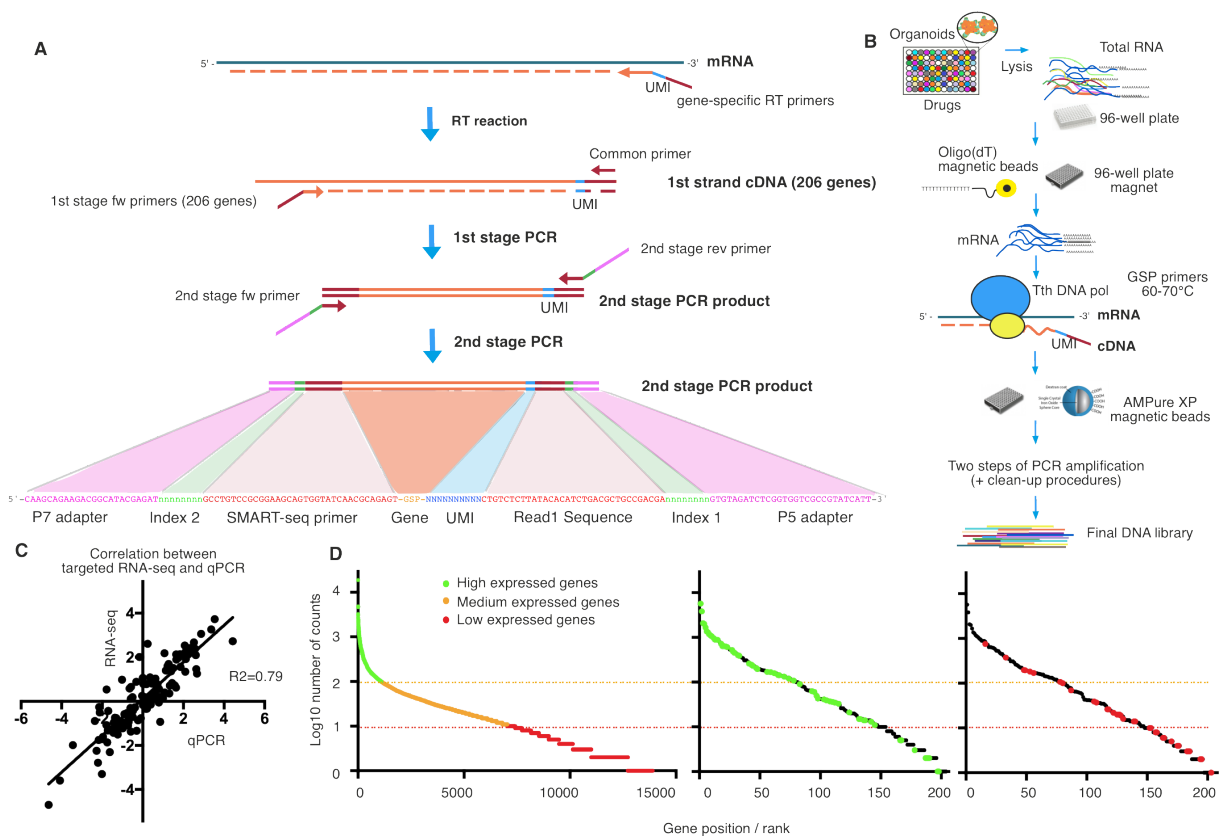 A
5' -
-3'
mRNA
UMI
gene-specific RT primers
RT reaction
Common primer
1st strand cDNA (206 genes)
1st stage fw primers (206 genes)
UMI
1st stage PCR
2nd stage rev primer
2nd stage fw primer
UMI
2nd stage PCR product
2nd stage PCR
2nd stage PCR product
5'-CAAGCAGAAGACGGCATACGAGATnnnnnnnnGCCTGTCCGCGGAAGCAGTGGTATCAACGCAGAGT-GSP-NNNNNNNNNNCTGTCTCTTATACACATCTGACGCTGCCGACGAnnnnnnnnGTGTAGATCTCGGTGGTCGCCGTATCATT-3'
P7 adapter
Index 2
SMART-seq primer
Gene
UMI
Read1 Sequence
Index 1
P5 adapter
B
Organoids
Drugs
Lysis
Total RNA
96-well plate
Oligo(dT)
magnetic beads
TTTTTTTTTTTTTT
96-well plate
magnet
mRNA
Tth DNA pol
GSP primers
60-70°C
5' -
-3'
mRNA
UMI
cDNA
COOH
COOH
COOH
COOH
COOH
AMPure XP
magnetic beads
Two steps of PCR amplification
(+ clean-up procedures)
Final DNA library
C
Correlation between
targeted RNA-seq and qPCR
RNA-seq
4
2
-2
-4
-6
-4
-2
2
4
6
R2=0.79
qPCR
D
Log10 number of counts
4
3
2
1
0
High expressed genes
Medium expressed genes
Low expressed genes
0
5000
10000
15000
0
50
100
150
200
0
50
100
150
200
Gene position / rank